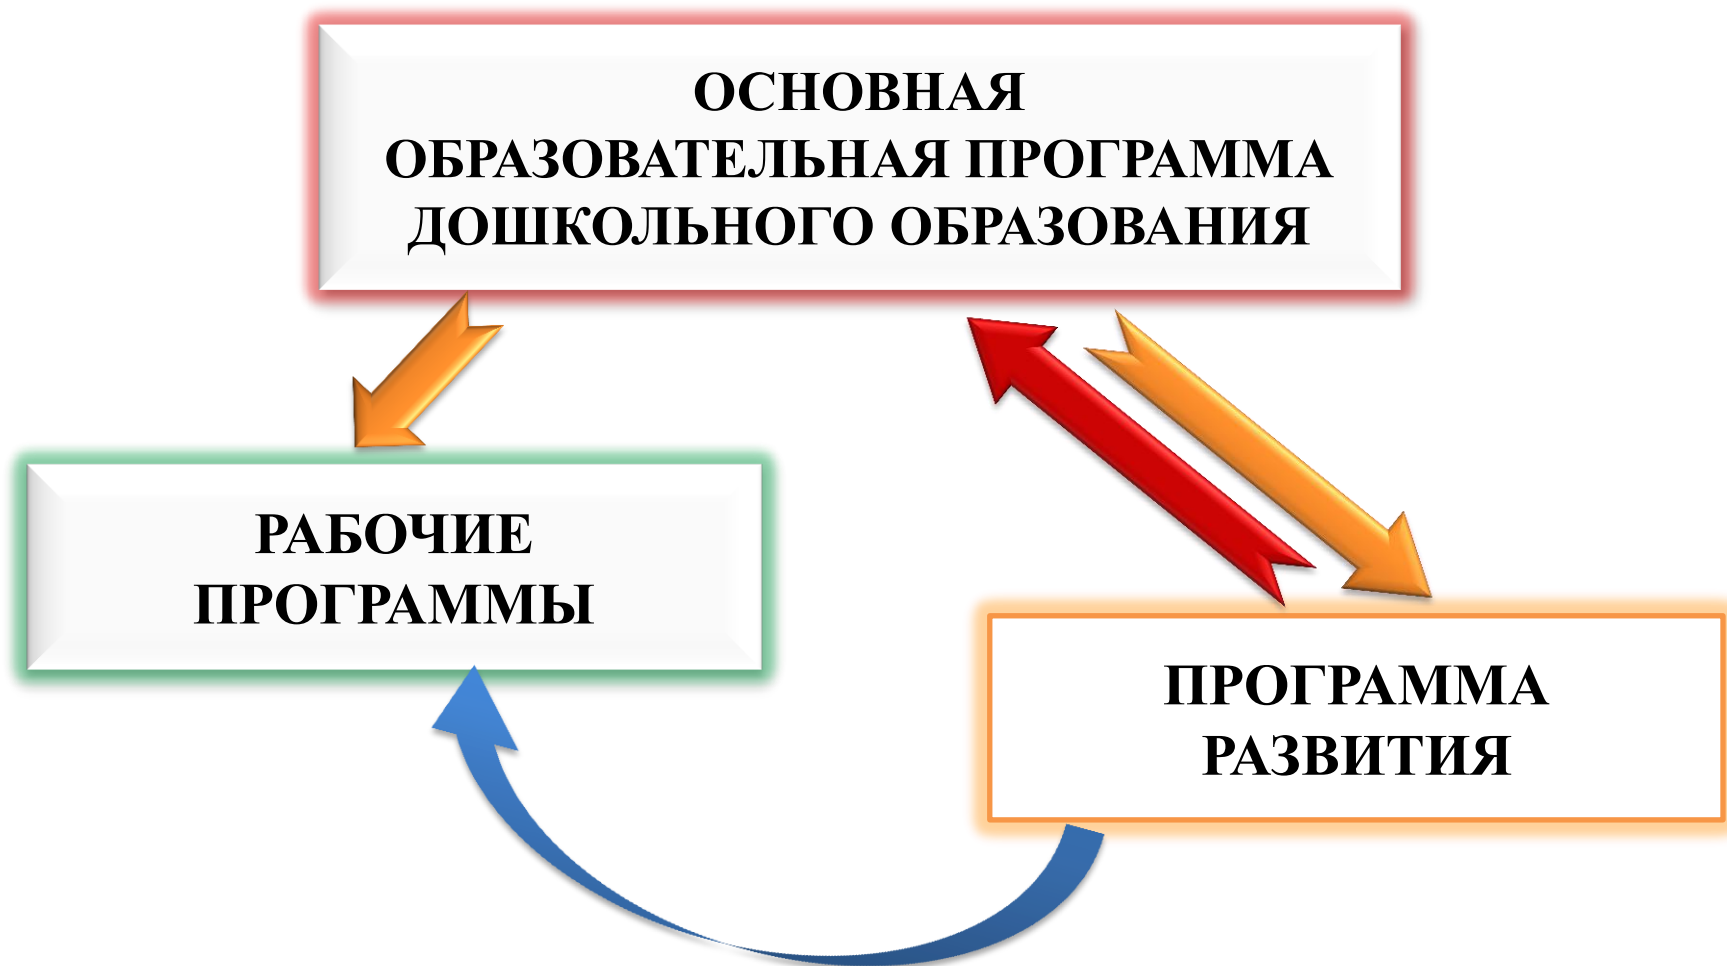 ОСНОВНАЯ
ОБРАЗОВАТЕЛЬНАЯ ПРОГРАММА
ДОШКОЛЬНОГО ОБРАЗОВАНИЯ
РАБОЧИЕ
ПРОГРАММЫ
ПРОГРАММА
РАЗВИТИЯ